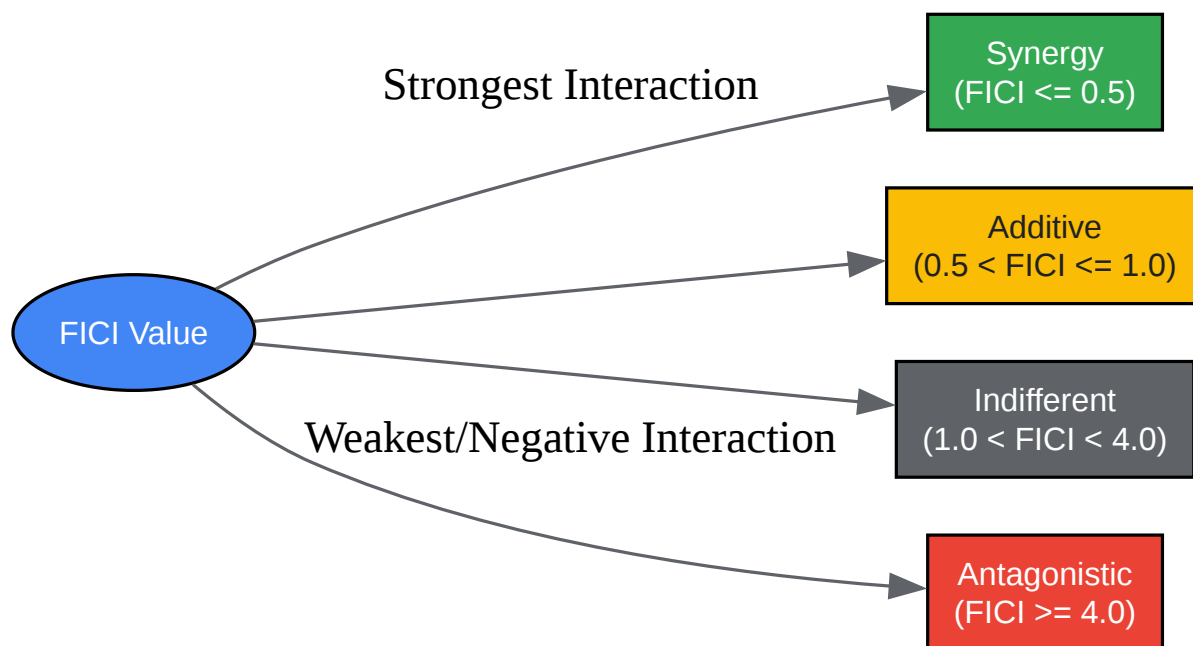 Strongest Interaction
Synergy
(FICI <= 0.5)
Additive
(0.5 < FICI <= 1.0)
FICI Value
Indifferent
(1.0 < FICI < 4.0)
Weakest/Negative Interaction
Antagonistic
(FICI >= 4.0)